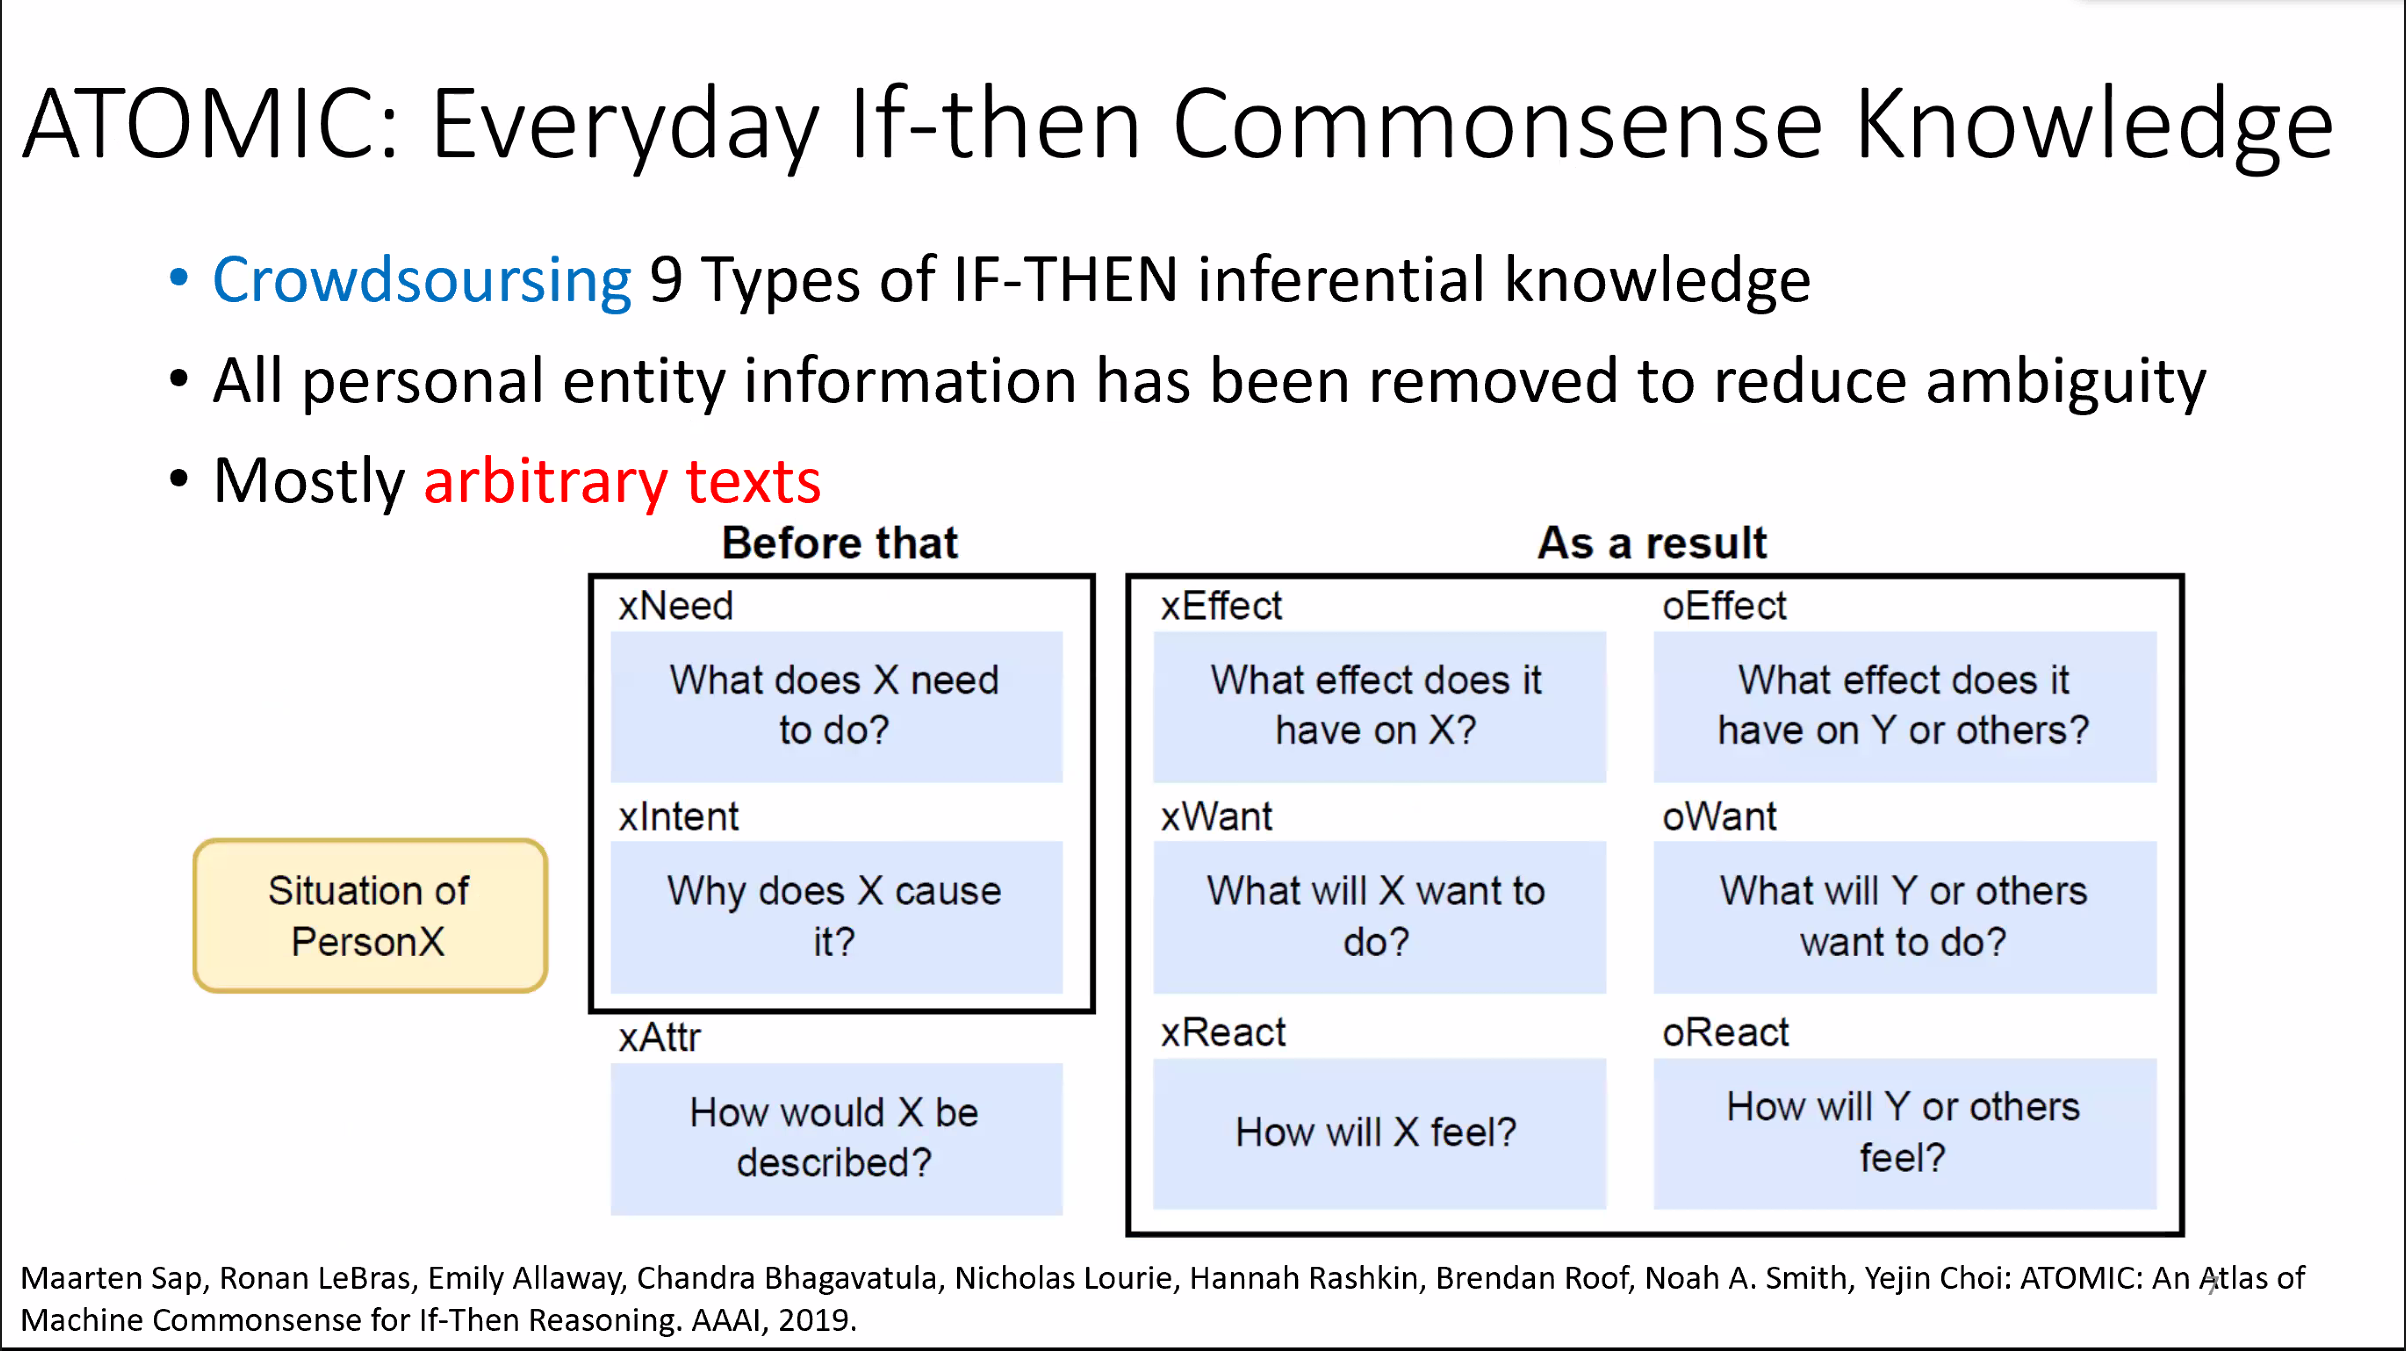 ATOMIC: Everyday If-then Commonsense Knowledge
• Crowdsoursing 9 Types of IF-THEN inferential knowledge
• All personal entity information has been removed to reduce ambiguity
• Mostly arbitrary texts
Before that
As a result
xNeed
What does X need
to do?
xIntent
Why does X cause
it?
Situation of
PersonX
xAttr
How would X be
described?
xEffect
What effect does it
have on X?
oEffect
What effect does it
have on Y or others?
xWant
What will X want to
do?
oWant
What will Y or others
want to do?
xReact
How will X feel?
oReact
How will Y or others
feel?
Maarten Sap, Ronan LeBras, Emily Allaway, Chandra Bhagavatula, Nicholas Lourie, Hannah Rashkin, Brendan Roof, Noah A. Smith, Yejin Choi: ATOMIC: An Atlas of
Machine Commonsense for If-Then Reasoning. AAAI, 2019.
7